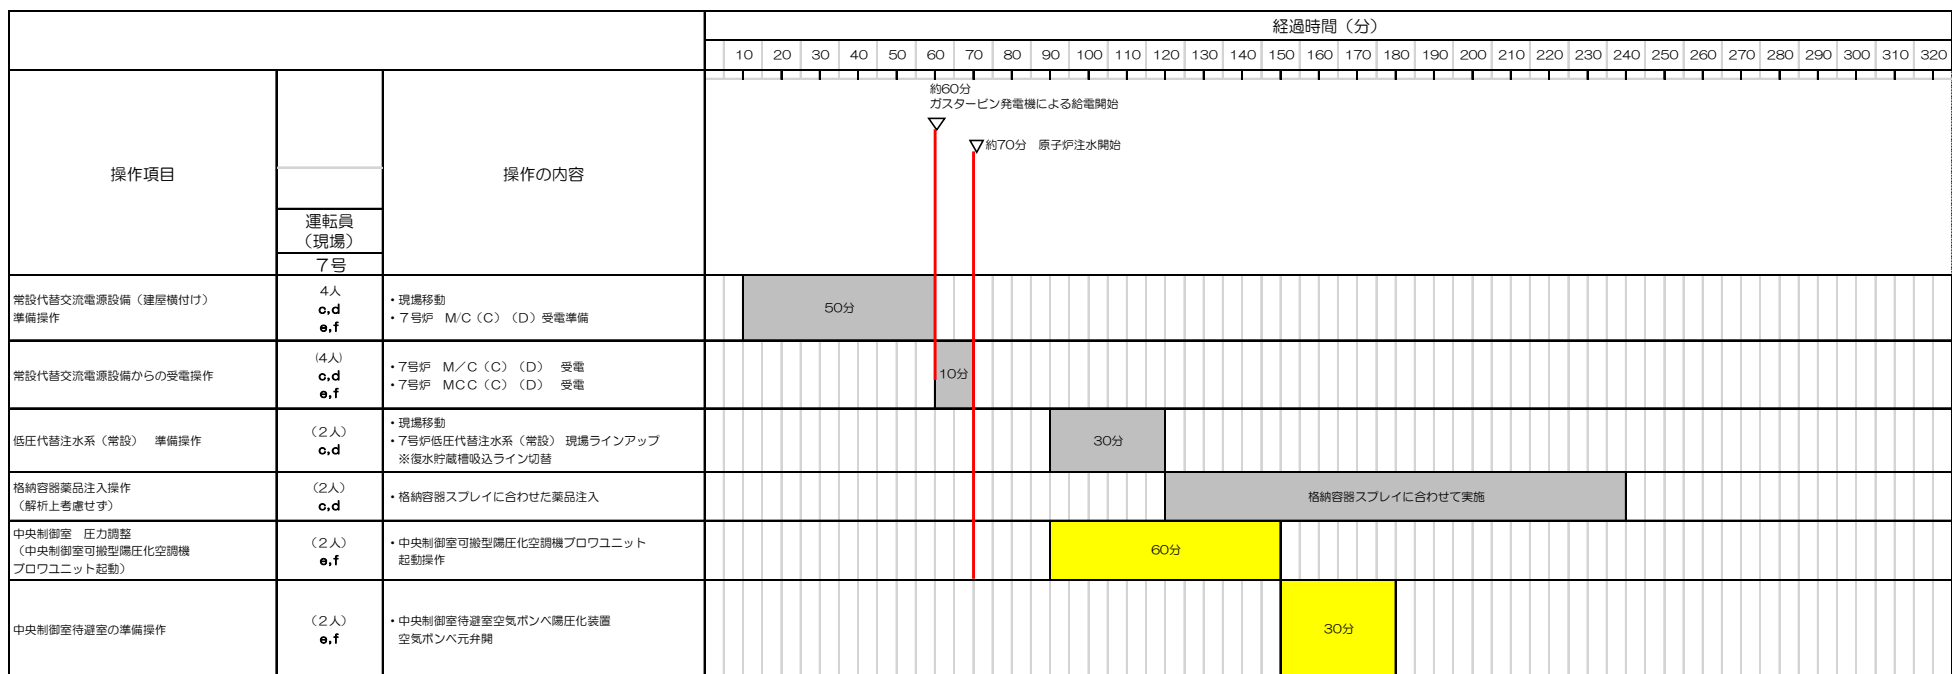 経過時間（分）
10 20 30 40 50 60 70 80 90 100 110 120 130 140 150 160 170 180 190 200 210 220 230 240 250 260 270 280 290 300 310 320
操作項目
運転員
（現場）
7号
操作の内容
約60分
ガスタービン発電機による給電開始
約70分　原子炉注水開始
常設代替交流電源設備（建屋横付け）
準備操作
4人
c,d
e,f
・現場移動
・７号炉　M/C（C）（D）受電準備
50分
常設代替交流電源設備からの受電操作
(4人)
c,d
e,f
・7号炉　M／C（C）（D）　受電
・7号炉　MCC（C）（D）　受電
10分
低圧代替注水系（常設）　準備操作
（2人）
c,d
・現場移動
・7号炉低圧代替注水系（常設） 現場ラインアップ
※復水貯蔵槽吸込ライン切替
30分
格納容器薬品注入操作
（解析上考慮せず）
（2人）
c,d
・格納容器スプレイに合わせた薬品注入
格納容器スプレイに合わせて実施
中央制御室　圧力調整
（中央制御室可搬型陽圧化空調機
ブロワユニット起動）
（2人）
e,f
・中央制御室可搬型陽圧化空調機ブロワユニット
起動操作
60分
中央制御室待避室の準備操作
（2人）
e,f
・中央制御室待避室空気ボンベ陽圧化装置
空気ボンベ元弁開
30分